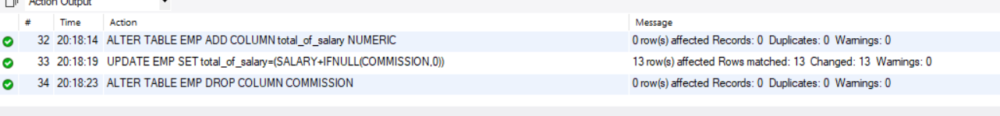 Action Output
# Time Action Message
32 20:18:14 ALTER TABLE EMP ADD COLUMN total_of_salary NUMERIC 0 row(s) affected Records: 0 Duplicates: 0 Warnings: 0
33 20:18:19 UPDATE EMP SET total_of_salary=(SALARY+IFNULL(COMMISSION,0)) 13 row(s) affected Rows matched: 13 Changed: 13 Warnings: 0
34 20:18:23 ALTER TABLE EMP DROP COLUMN COMMISSION 0 row(s) affected Records: 0 Duplicates: 0 Warnings: 0